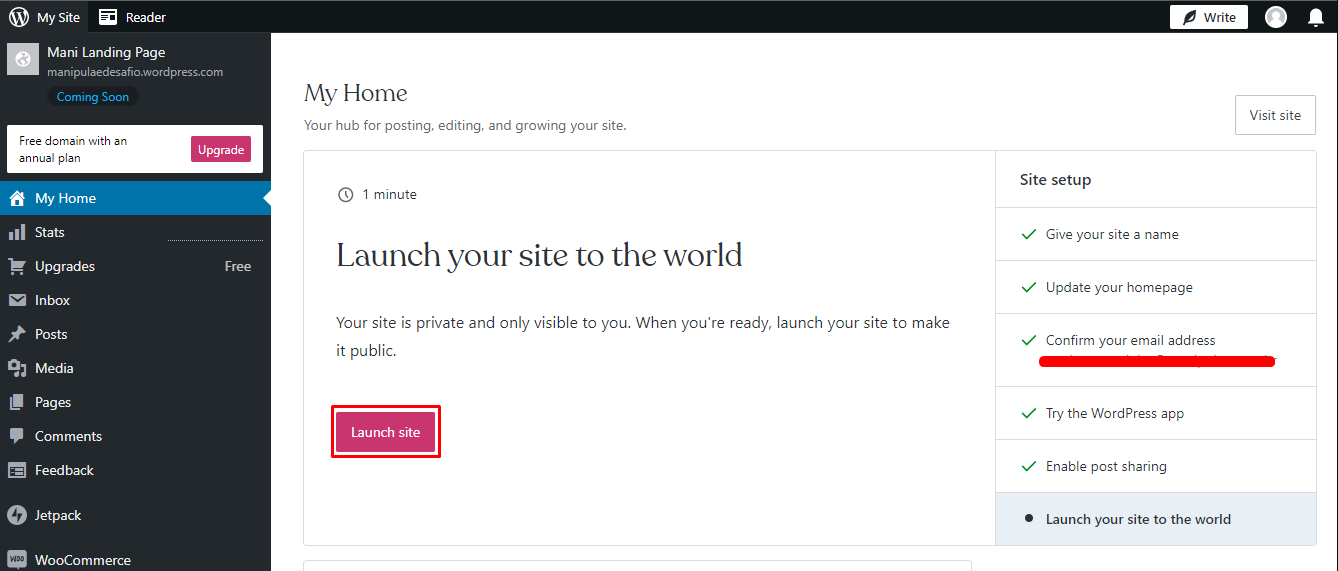 My Site
Reader
Write
Mani Landing Page
manipulaedesafio.wordpress.com
Coming Soon
Free domain with an
annual plan
Upgrade
My Home
Stats
Upgrades Free
Inbox
Posts
Media
Pages
Comments
Feedback
Jetpack
WOO WooCommerce
My Home
Your hub for posting, editing, and growing your site.
Visit site
1 minute
Launch your site to the world
Your site is private and only visible to you. When you're ready, launch your site to make
it public.
Launch site
Site setup
Give your site a name
Update your homepage
Confirm your email address
Try the WordPress app
Enable post sharing
Launch your site to the world